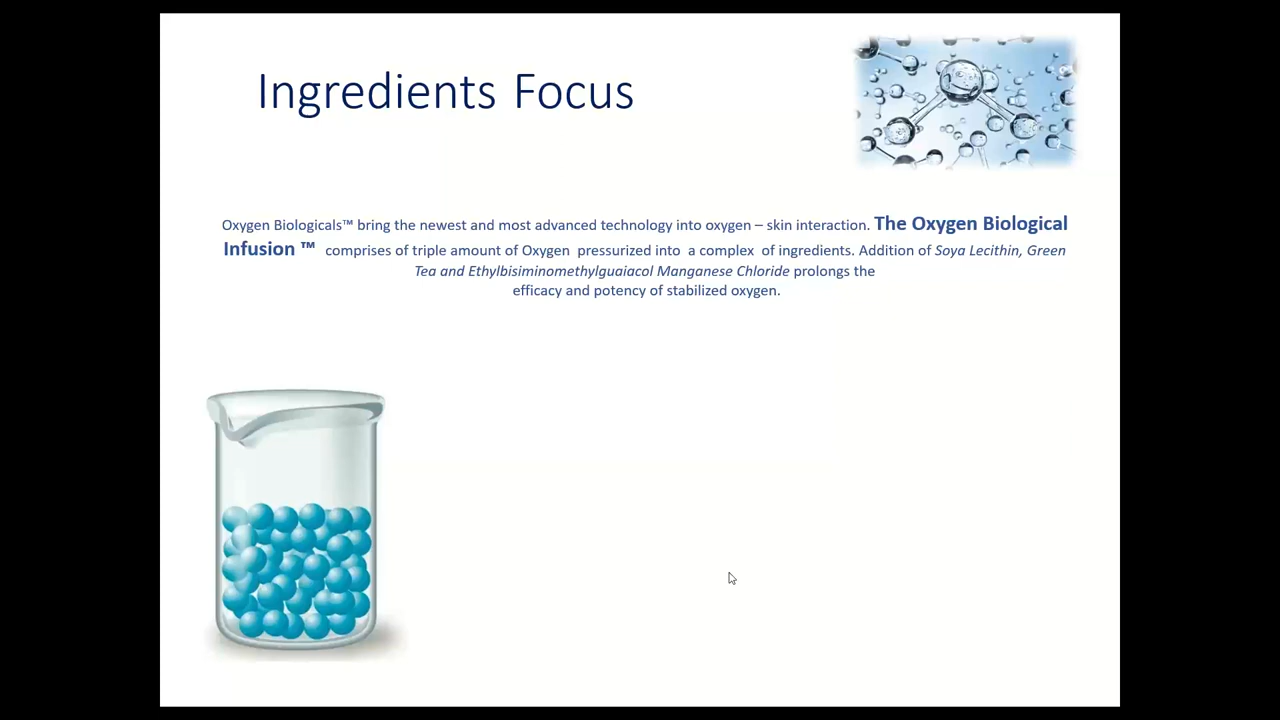 Ingredients Focus
Oxygen Biologicals™ bring the newest and most advanced technology into oxygen – skin interaction. The Oxygen Biological
Infusion ™ comprises of triple amount of Oxygen pressurized into a complex of ingredients. Addition of Soya Lecithin, Green
Tea and Ethylbisiminomethylguaiacol Manganese Chloride prolongs the
efficacy and potency of stabilized oxygen.